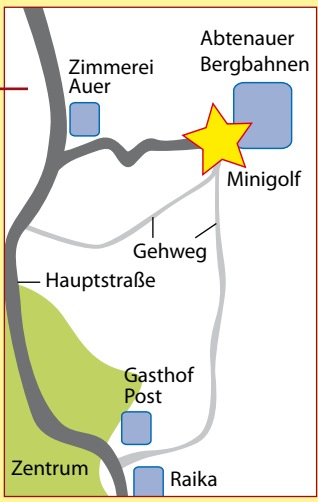 Abtenauer
Bergbahnen
Zimmerei
Auer
Minigolf
Gehweg
Hauptstraße
Gasthof
Post
Zentrum
Raika